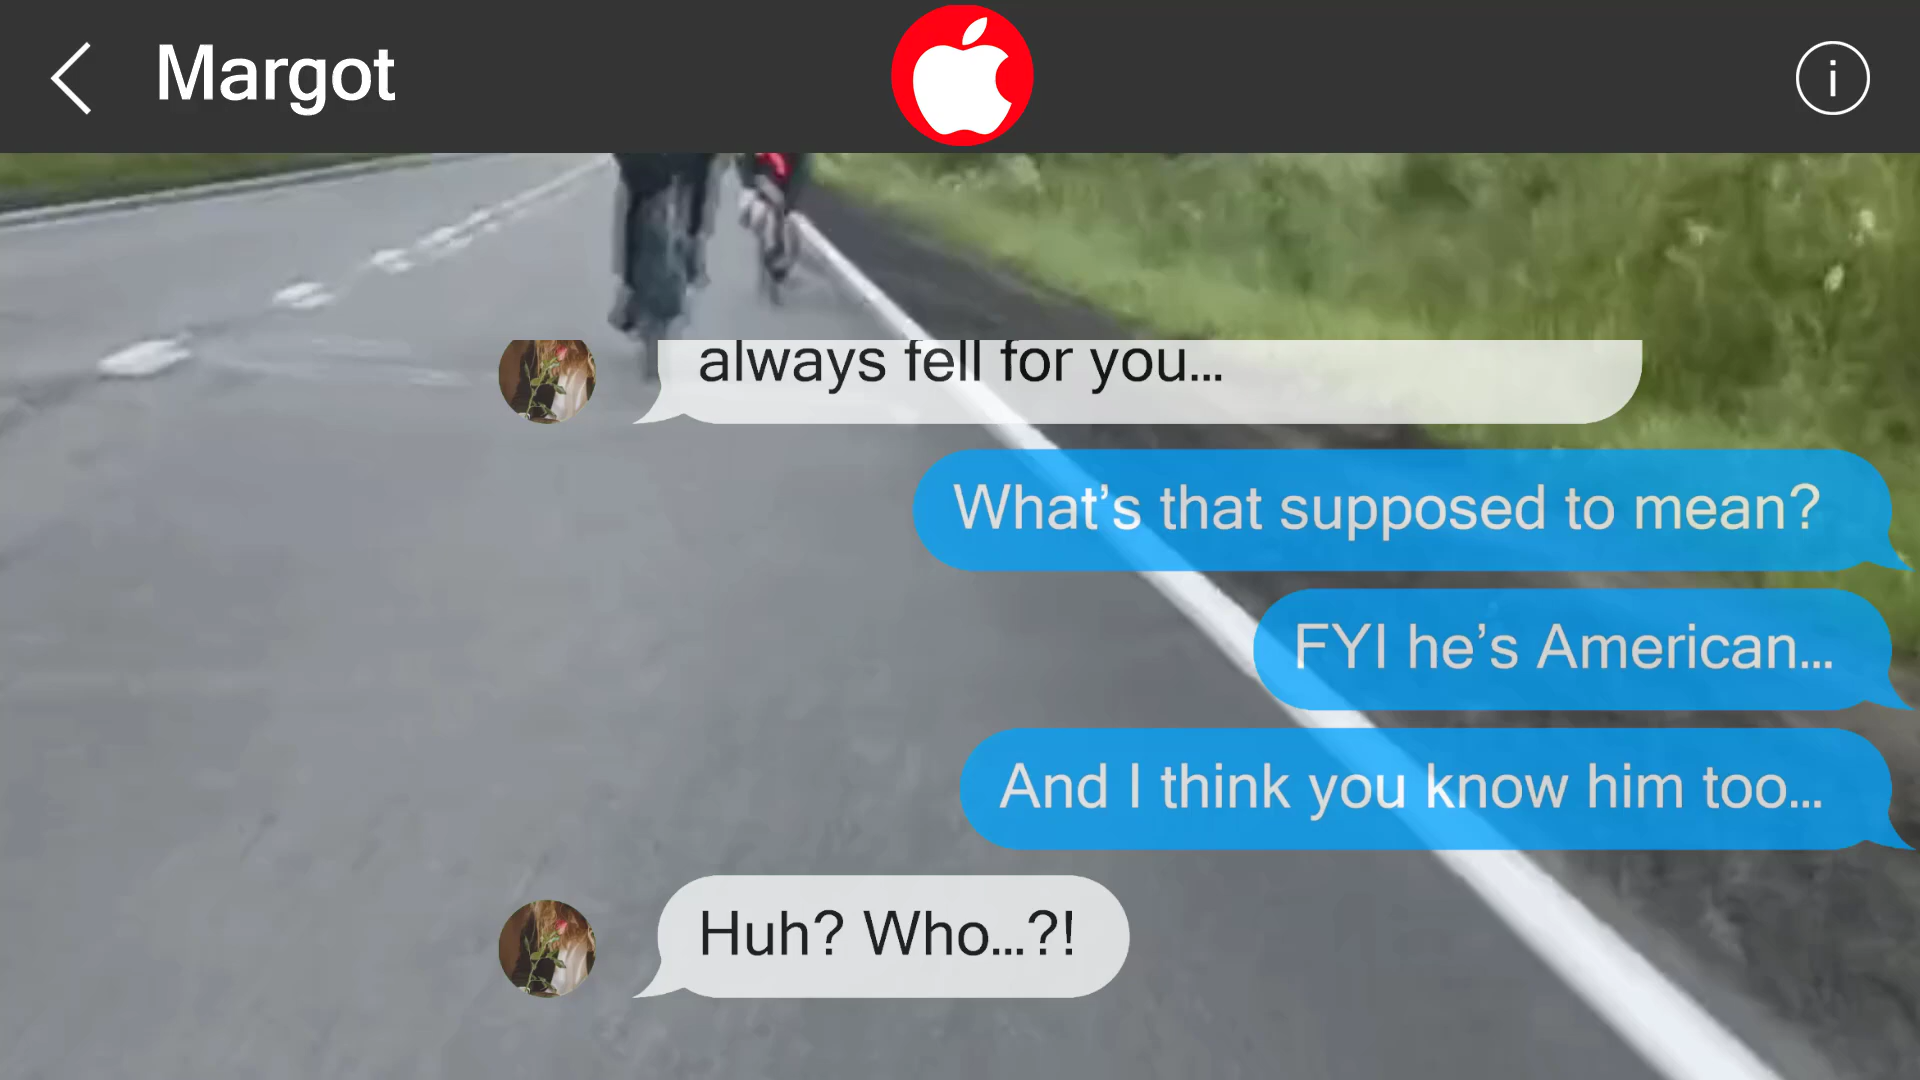 Margot
always fell for you...
What's that supposed to mean?
FYI he's American...
And I think you know him too...
Huh? Who...?!